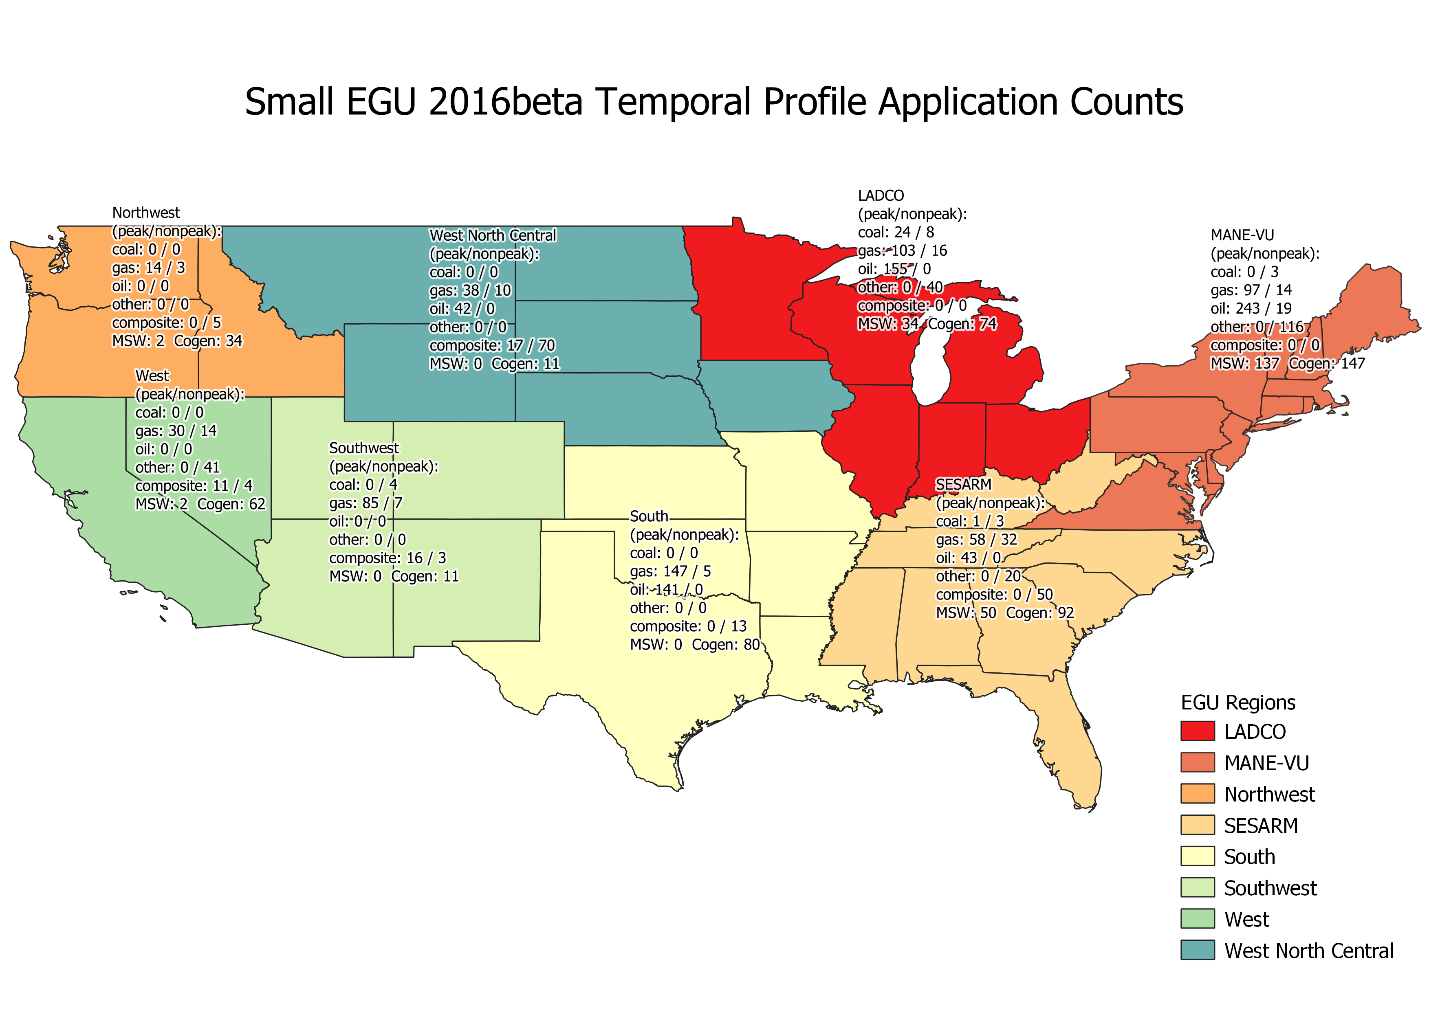 Small EGU 2016beta Temporal Profile Application Counts
Northwest
(peak/nonpeak):
coal: 0 / 0
gas: 14 / 3
oil: 0 / 0
other: 0 / 0
composite: 0 / 5
MSW: 2  Cogen: 34
West North Central
(peak/nonpeak):
coal: 0 / 0
gas: 38 / 10
oil: 42 / 0
other: 0 / 0
composite: 17 / 70
MSW: 0  Cogen: 11
LADCO
(peak/nonpeak):
coal: 24 / 8
gas: 103 / 16
oil: 155 / 0
other: 0 / 40
composite: 0 / 0
MSW: 34  Cogen: 74
MANE-VU
(peak/nonpeak):
coal: 0 / 3
gas: 97 / 14
oil: 243 / 19
other: 0 / 116
composite: 0 / 0
MSW: 137  Cogen: 147
West
(peak/nonpeak):
coal: 0 / 0
gas: 30 / 14
oil: 0 / 0
other: 0 / 41
composite: 11 / 4
MSW: 2  Cogen: 62
Southwest
(peak/nonpeak):
coal: 0 / 4
gas: 85 / 7
oil: 0 / 0
other: 0 / 0
composite: 16 / 3
MSW: 0  Cogen: 11
South
(peak/nonpeak):
coal: 0 / 0
gas: 147 / 5
oil: 141 / 0
other: 0 / 0
composite: 0 / 13
MSW: 0  Cogen: 80
SESARM
(peak/nonpeak):
coal: 1 / 3
gas: 58 / 32
oil: 43 / 0
other: 0 / 20
composite: 0 / 50
MSW: 50  Cogen: 92
EGU Regions
LADCO
MANE-VU
Northwest
SESARM
South
Southwest
West
West North Central